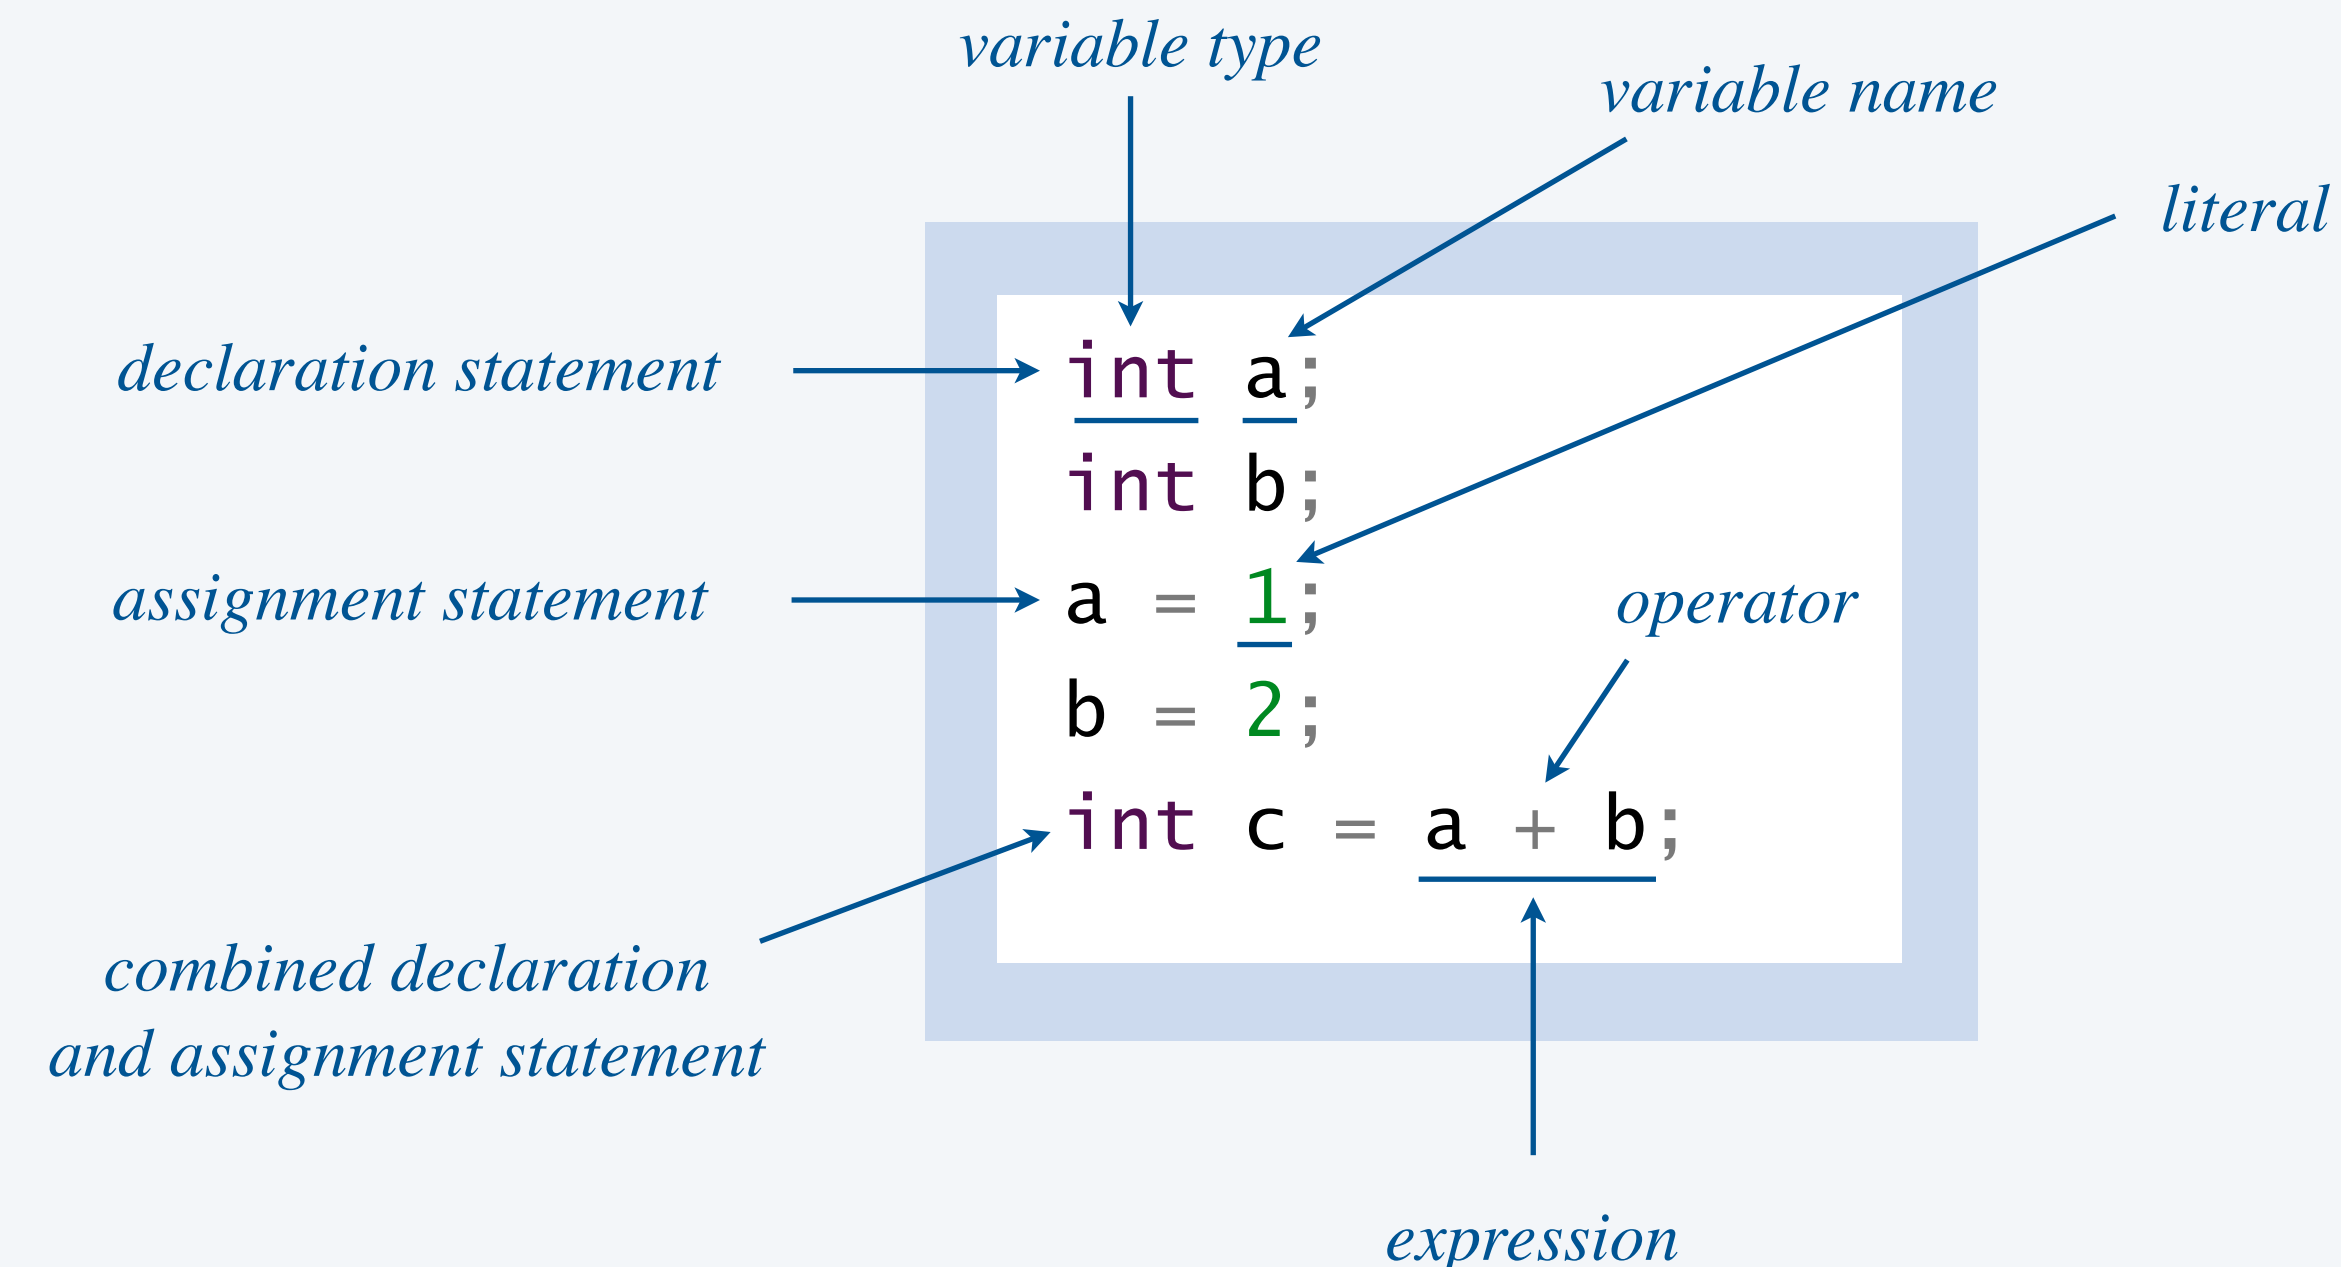 variable type
variable name
literal
declaration statement
int a;
int b;
assignment statement
a = 1;
operator
b = 2;
int c = a + b;
combined declaration
and assignment statement
expression